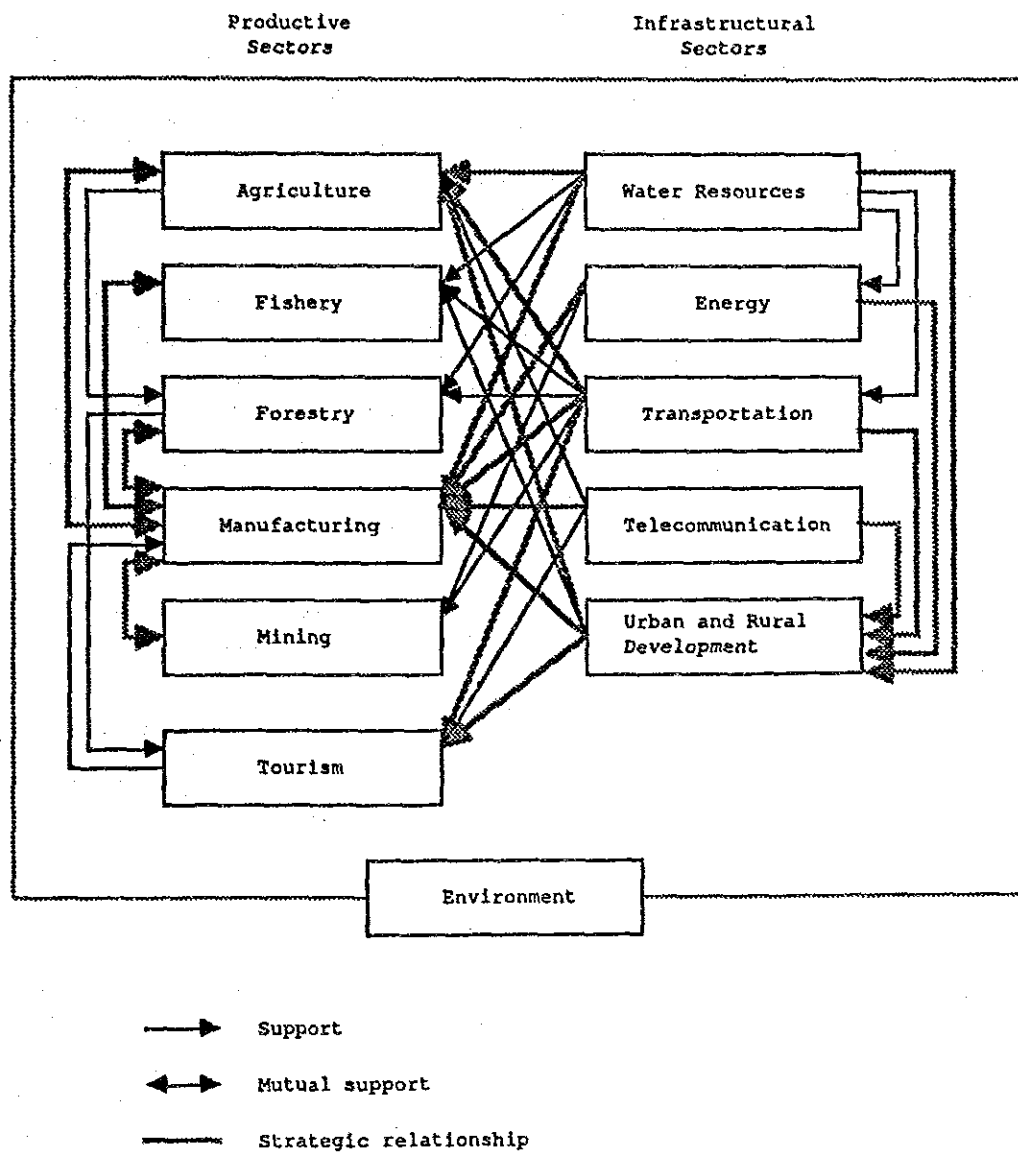 Productive
Sectors
Infrastructural
Sectors
Agriculture
Water Resources
Fishery
Energy
Forestry
Transportation
Manufacturing
Telecommunication
Mining
Urban and Rural
Development
Tourism
Environment
Support
Mutual support
Strategic relationship